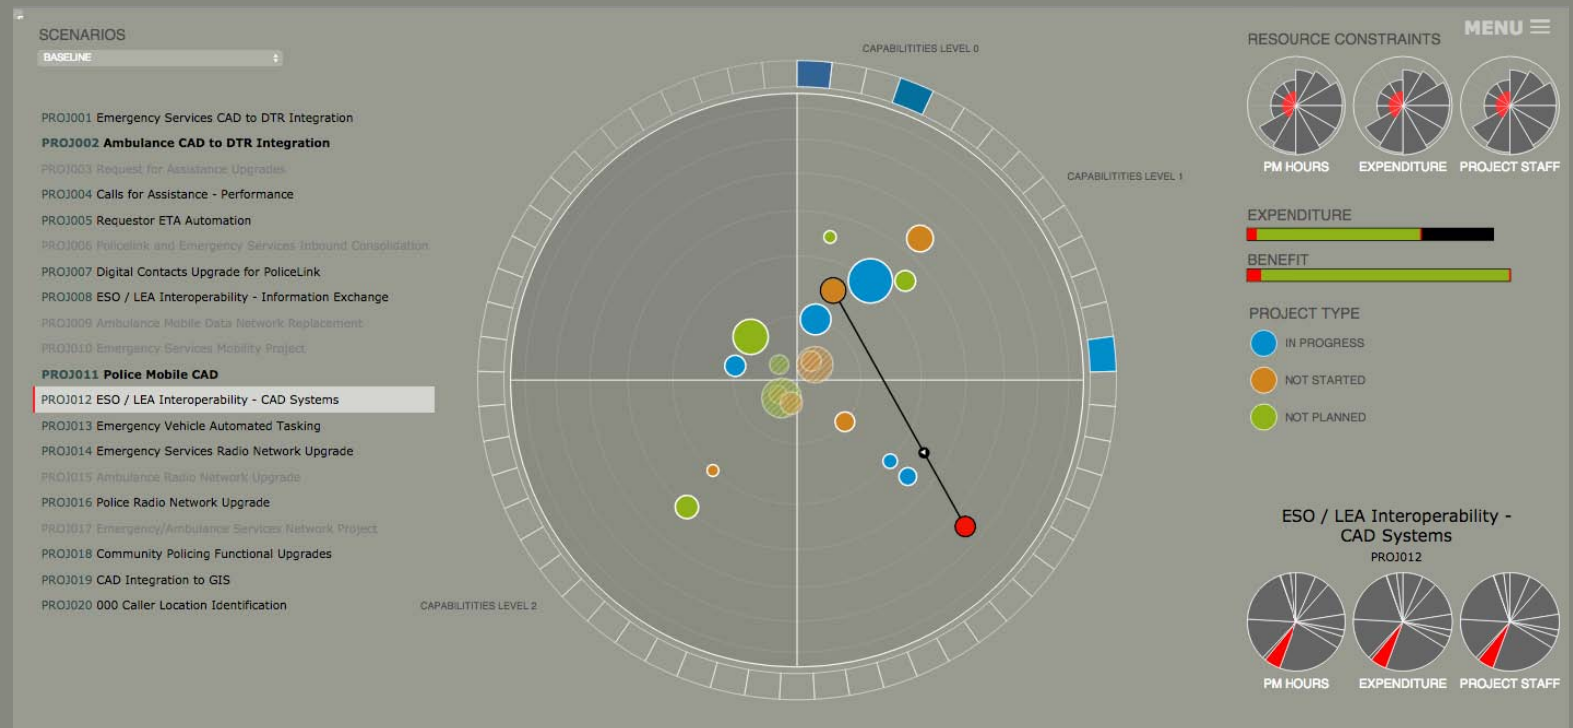 SCENARIOS
BASELINE
PROJ001 Emergency Services CAD to DTR Integration
PROJ002 Ambulance CAD to DTR Integration
PROJ003 Request for Assistance Upgrades
PROJ004 Calls for Assistance - Performance
PROJ005 Requestor ETA Automation
PROJ006 Policelink and Emergency Services Inbound Consolidation
PROJ007 Digital Contacts Upgrade for PoliceLink
PROJ008 ESO / LEA Interoperability - Information Exchange
PROJ009 Ambulance Mobile Data Network Replacement
PROJ010 Emergency Services Mobility Project
PROJ011 Police Mobile CAD
PROJ012 ESO / LEA Interoperability - CAD Systems
PROJ013 Emergency Vehicle Automated Tasking
PROJ014 Emergency Services Radio Network Upgrade
PROJ015 Ambulance Radio Network Upgrade
PROJ016 Police Radio Network Upgrade
PROJ017 Emergency/Ambulance Services Network Project
PROJ018 Community Policing Functional Upgrades
PROJ019 CAD Integration to GIS
PROJ020 000 Caller Location Identification
CAPABILITITIES LEVEL 0
CAPABILITITIES LEVEL 1
CAPABILITITIES LEVEL 2
MENU
RESOURCE CONSTRAINTS
PM HOURS EXPENDITURE PROJECT STAFF
EXPENDITURE
BENEFIT
PROJECT TYPE
IN PROGRESS
NOT STARTED
NOT PLANNED
ESO / LEA Interoperability -
CAD Systems
PROJ012
PM HOURS EXPENDITURE PROJECT STAFF